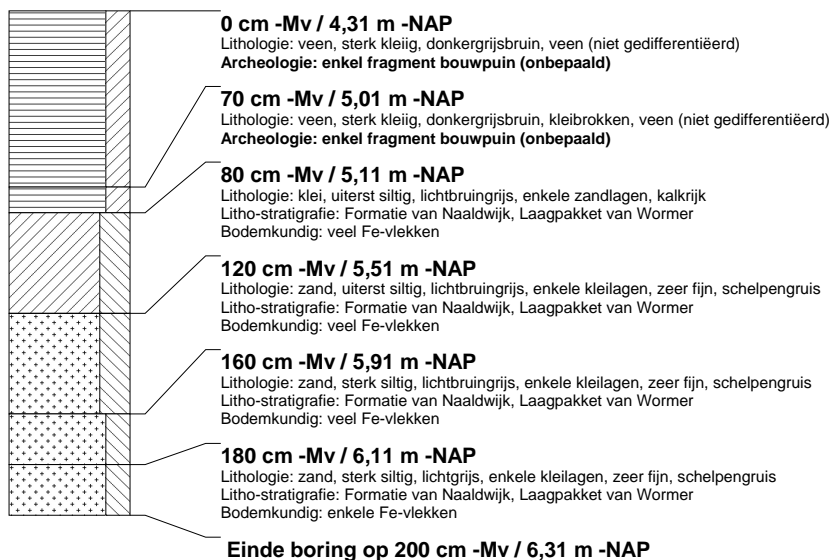 0 cm -Mv / 4,31 m -NAP
Lithologie: veen, sterk kleiig, donkergrijsbruin, veen (niet gedifferentiëerd)
Archeologie: enkel fragment bouwpuin (onbepaald)
70 cm -Mv / 5,01 m -NAP
Lithologie: veen, sterk kleiig, donkergrijsbruin, kleibrokken, veen (niet gedifferentiëerd)
Archeologie: enkel fragment bouwpuin (onbepaald)
80 cm -Mv / 5,11 m -NAP
Lithologie: klei, uiterst siltig, lichtbruingrijs, enkele zandlagen, kalkrijk
Litho-stratigrafie: Formatie van Naaldwijk, Laagpakket van Wormer
Bodemkundig: veel Fe-vlekken
120 cm -Mv / 5,51 m -NAP
Lithologie: zand, uiterst siltig, lichtbruingrijs, enkele kleilagen, zeer fijn, schelpengruis
Litho-stratigrafie: Formatie van Naaldwijk, Laagpakket van Wormer
Bodemkundig: veel Fe-vlekken
160 cm -Mv / 5,91 m -NAP
Lithologie: zand, sterk siltig, lichtbruingrijs, enkele kleilagen, zeer fijn, schelpengruis
Litho-stratigrafie: Formatie van Naaldwijk, Laagpakket van Wormer
Bodemkundig: veel Fe-vlekken
180 cm -Mv / 6,11 m -NAP
Lithologie: zand, sterk siltig, lichtgrijs, enkele kleilagen, zeer fijn, schelpengruis
Litho-stratigrafie: Formatie van Naaldwijk, Laagpakket van Wormer
Bodemkundig: enkele Fe-vlekken
Einde boring op 200 cm -Mv / 6,31 m -NAP